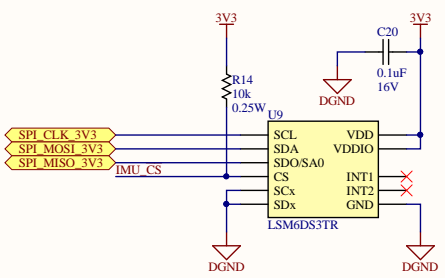 3V3
3V3
C20
0.1uF
16V
DGND
R14
10k
0.25W
U9
SPI_CLK_3V3
SCL
VDD
SPI_MOSI_3V3
SDA
VDDIO
SPI_MISO_3V3
SDO/SA0
IMU_CS
CS
INT1
SCx
INT2
SDx
GND
LSM6DS3TR
DGND
DGND